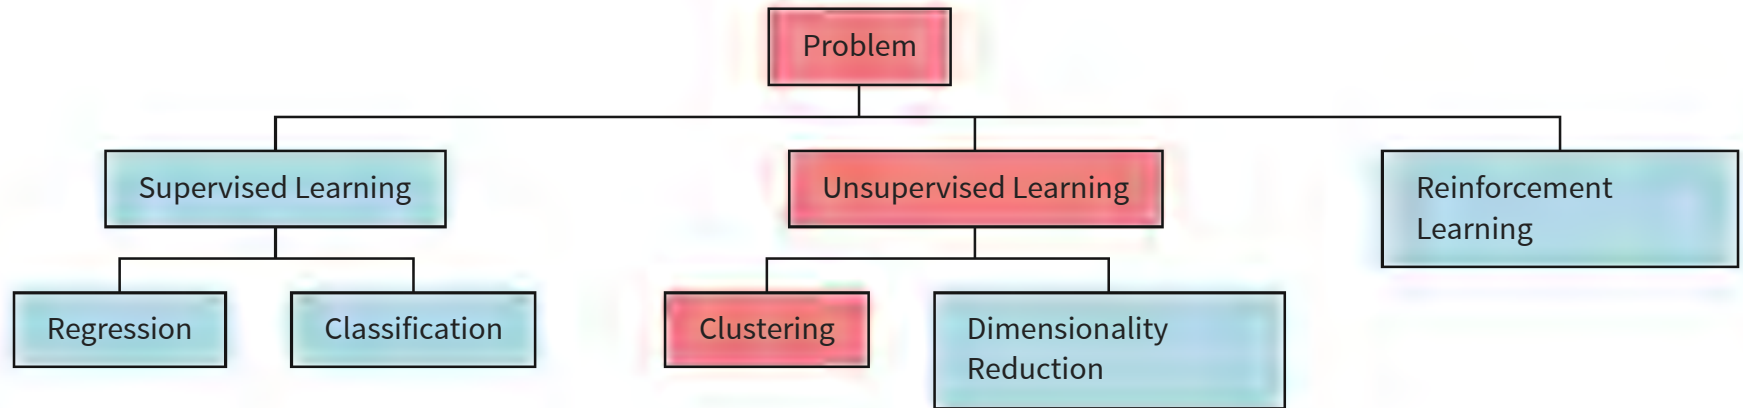 Problem
Supervised Learning
Unsupervised Learning
Reinforcement
Learning
Regression
Classification
Clustering
Dimensionality
Reduction